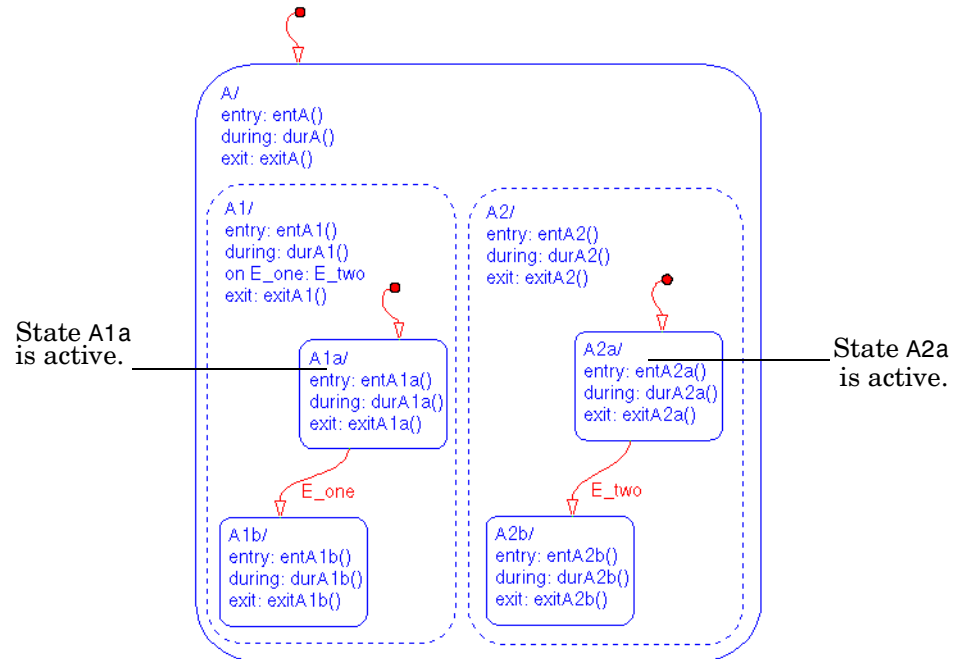 A/
entry: entA()
during: durA()
exit: exitA()
A1/
entry: entA1()
during: durA1()
on E_one: E_two
exit: exitA1()
A2/
entry: entA2()
during: durA2()
exit: exitA2()
State A1a
is active.
A1a/
entry: entA1a()
during: durA1a()
exit: exitA1a()
A2a/
entry: entA2a()
during: durA2a()
exit: exitA2a()
State A2a
is active.
E_one
E_two
A1b/
entry: entA1b()
during: durA1b()
exit: exitA1b()
A2b/
entry: entA2b()
during: durA2b()
exit: exitA2b()